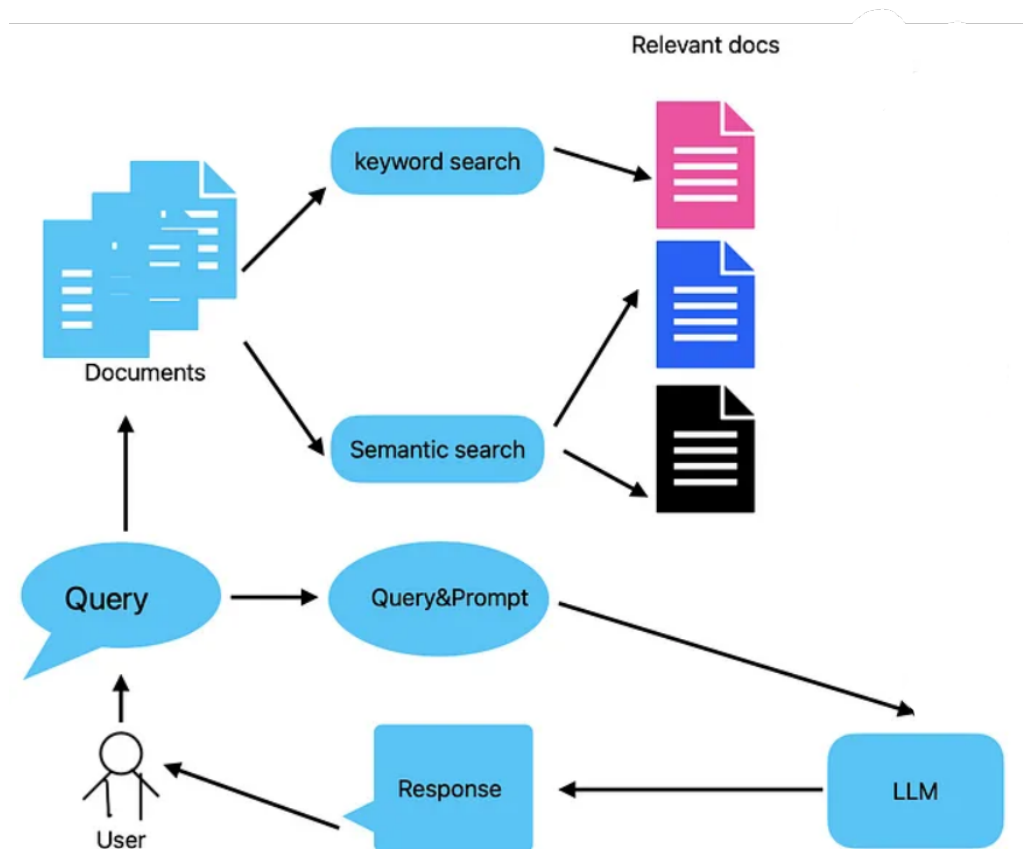 Relevant docs
keyword search
Documents
Semantic search
Query
Query&Prompt
Response
LLM
User